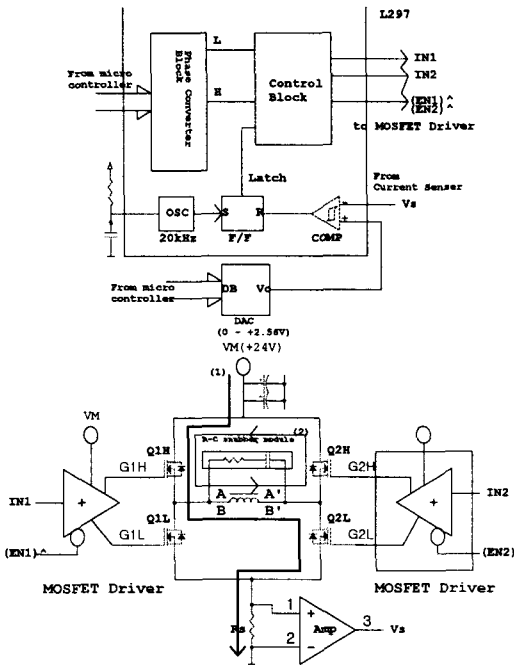 L297
Phase Converter
Block
L
H
Control
Block
IN1
IN2
(EN1)^
(EN2)^
to MOSFET Driver
From micro
controller
Latch
From
Current Senser
Vs
OSC
20kHz
S
R
F/F
COMP
From micro
controller
DB
Vo
DAC
(0 - +2.56V)
VM(+24V)
(1)
(2)
R-C snubber module
VM
Q1H
Q2H
G1H
G2H
A
A'
B
B'
IN1
IN2
Q1L
Q2L
G1L
G2L
(EN1)^
(EN2)^
MOSFET Driver
MOSFET Driver
Rs
1
2
Amp
3
Vs